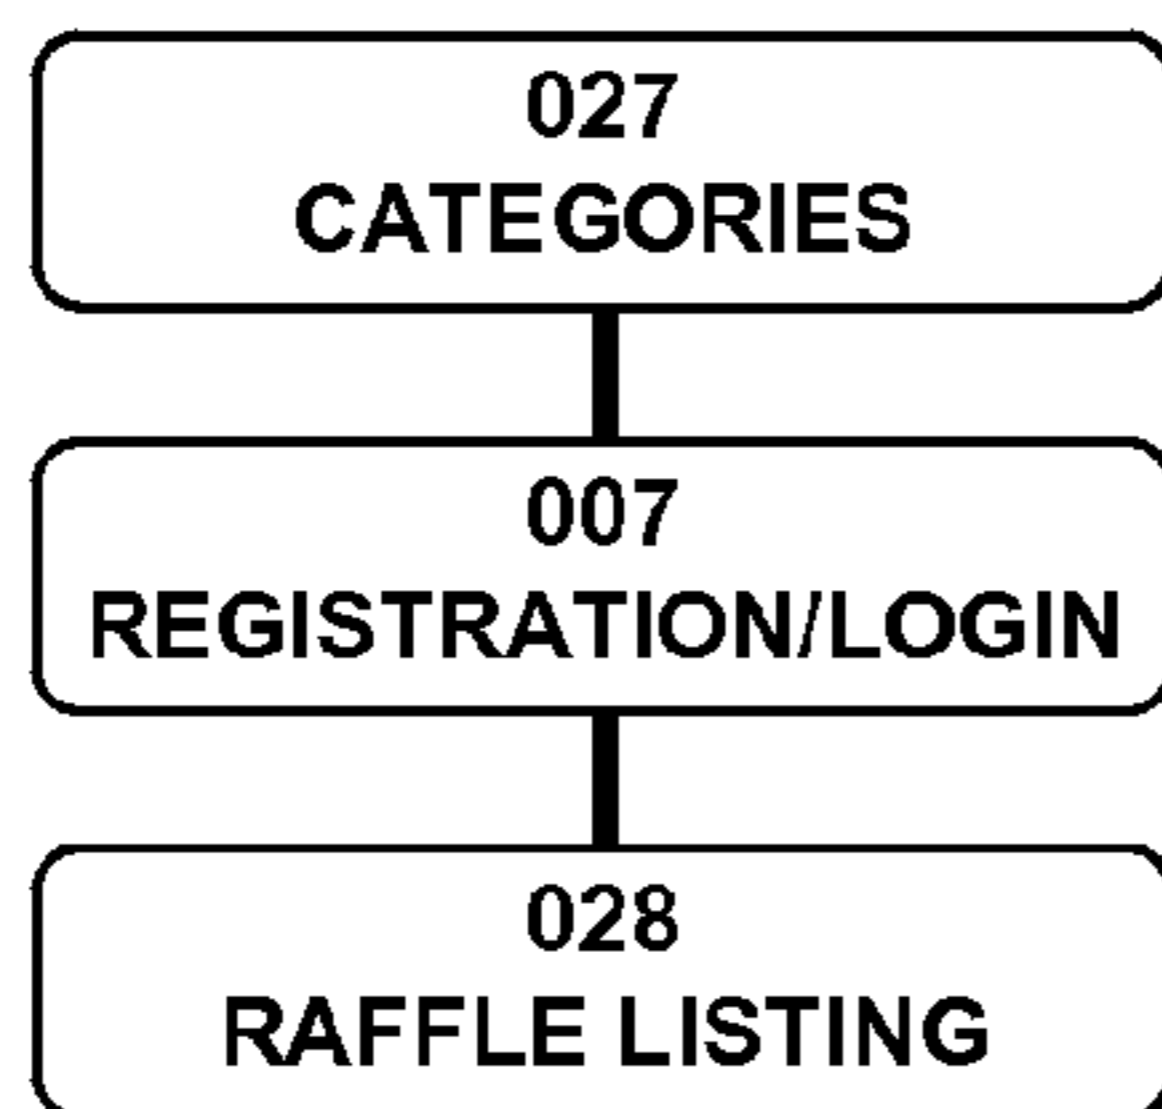 027
CATEGORIES
007
REGISTRATION/LOGIN
028
RAFFLE LISTING